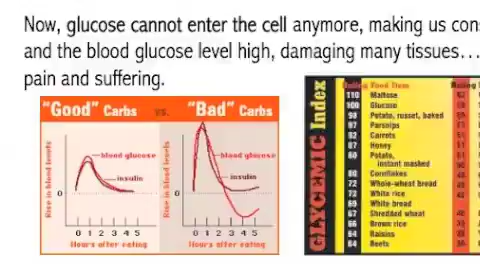 Now, glucose cannot enter the cell anymore, making us con
and the blood glucose level high, damaging many tissues…
pain and suffering.
"Good" Carbs vs. "Bad" Carbs
Rise in blood levels
blood glucose
insulin
0
0 1 2 3 4 5
Hours after eating
Rise in blood levels
blood glucose
insulin
0
0 1 2 3 4 5
Hours after eating
GLYCEMIC Index
Rating Food Item Rating
110 Maltose
100 Glucose
98 Potato, russet, baked
97 Parsnips
92 Carrots
87 Honey
80 Potato,
instant mashed
80 Cornflakes
72 Whole-wheat bread
72 White rice
69 White bread
67 Shredded wheat
66 Brown rice
64 Raisins
64 Beets